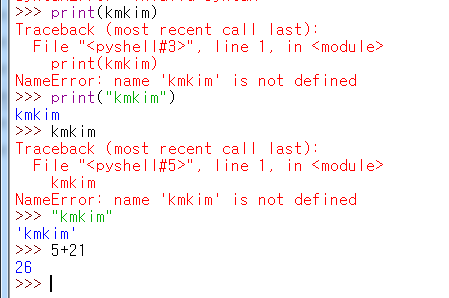 >>> print(kmkim)
Traceback (most recent call last):
  File "<pyshell#3>", line 1, in <module>
    print(kmkim)
NameError: name 'kmkim' is not defined
>>> print("kmkim")
kmkim
>>> kmkim
Traceback (most recent call last):
  File "<pyshell#5>", line 1, in <module>
    kmkim
NameError: name 'kmkim' is not defined
>>> "kmkim"
'kmkim'
>>> 5+21
26
>>>